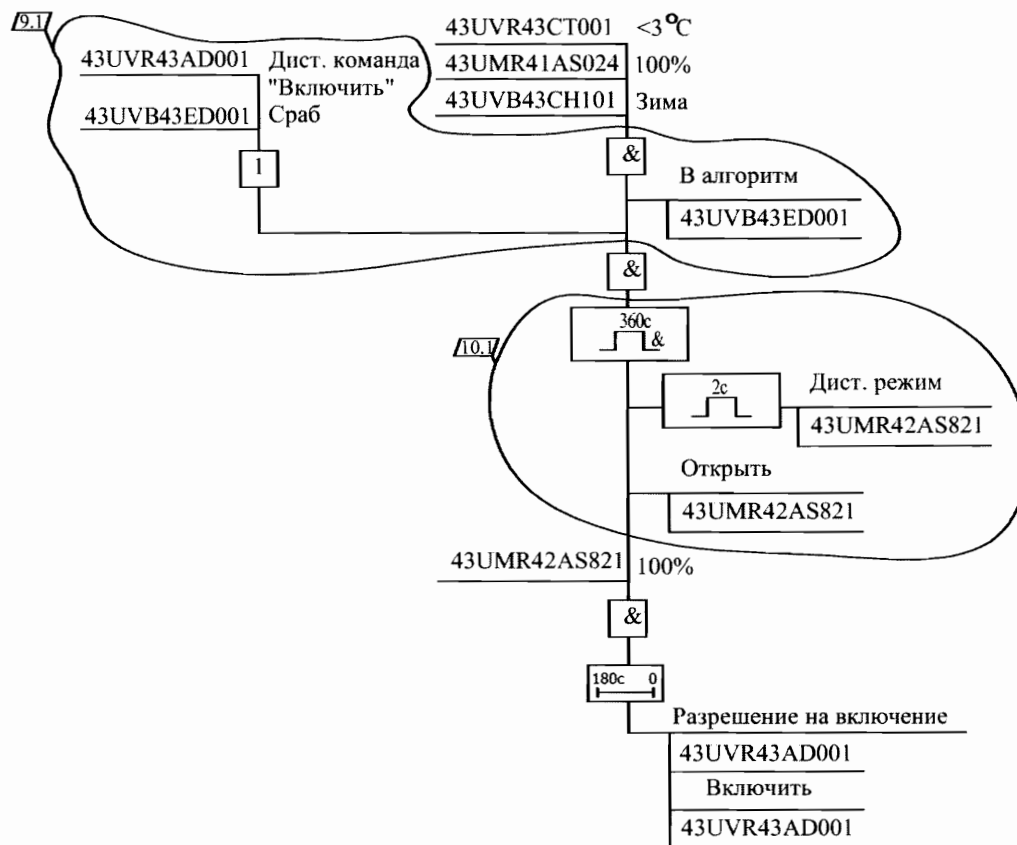 9.1
43UVR43CT001 <3°C
43UVR43AD001 Дист. команда
"Включить"
43UMR41AS024 100%
43UVB43ED001 Сраб
43UVB43CH101 Зима
&
1
В алгоритм
43UVB43ED001
&
360с
&
10.1
2с
Дист. режим
43UMR42AS821
Открыть
43UMR42AS821
43UMR42AS821 100%
&
180с 0
Разрешение на включение
43UVR43AD001
Включить
43UVR43AD001